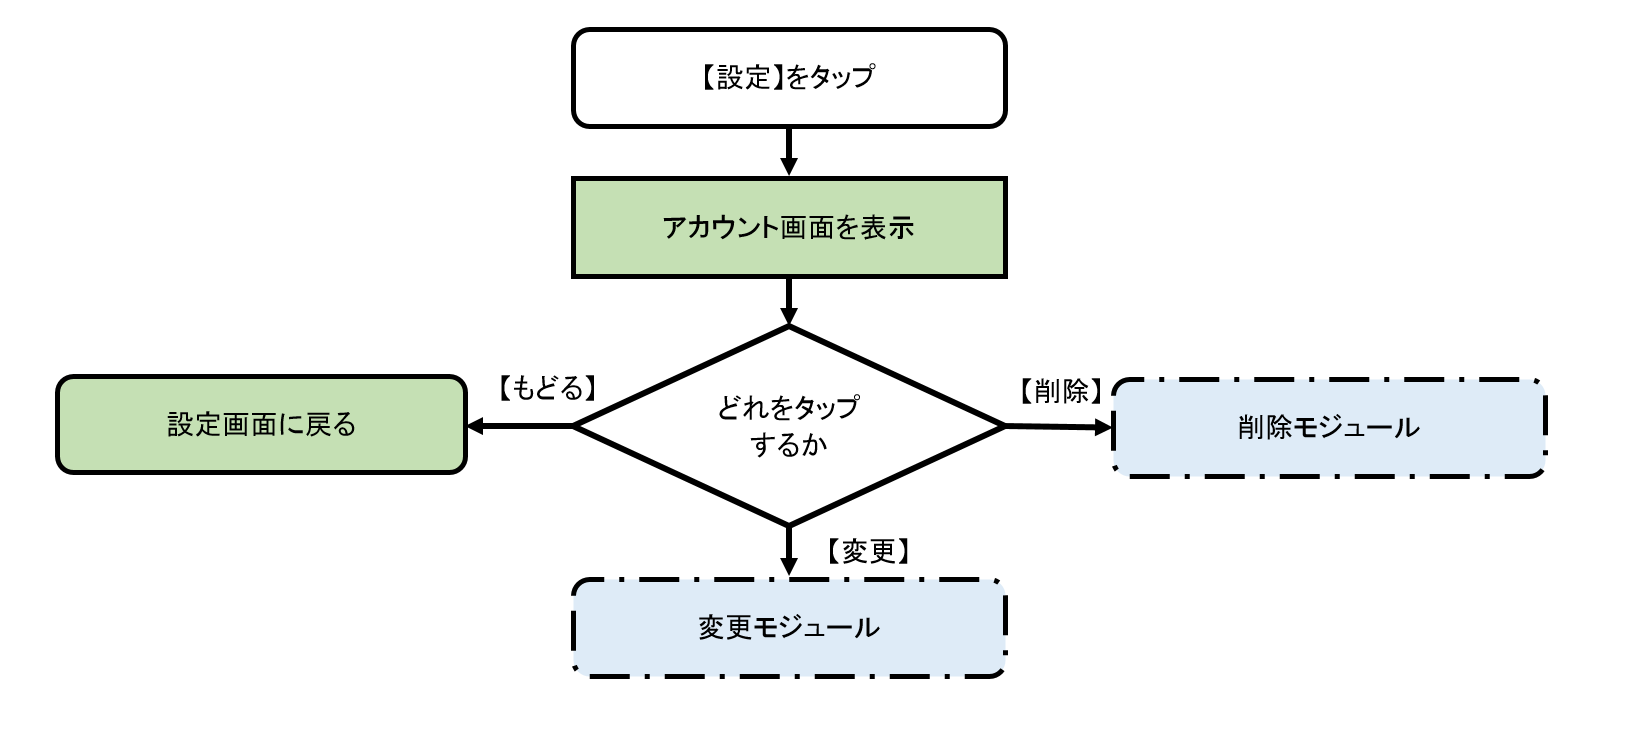 【設定】をタップ
アカウント画面を表示
【もどる】
【削除】
設定画面に戻る
どれをタップ
するか
削除モジュール
【変更】
変更モジュール